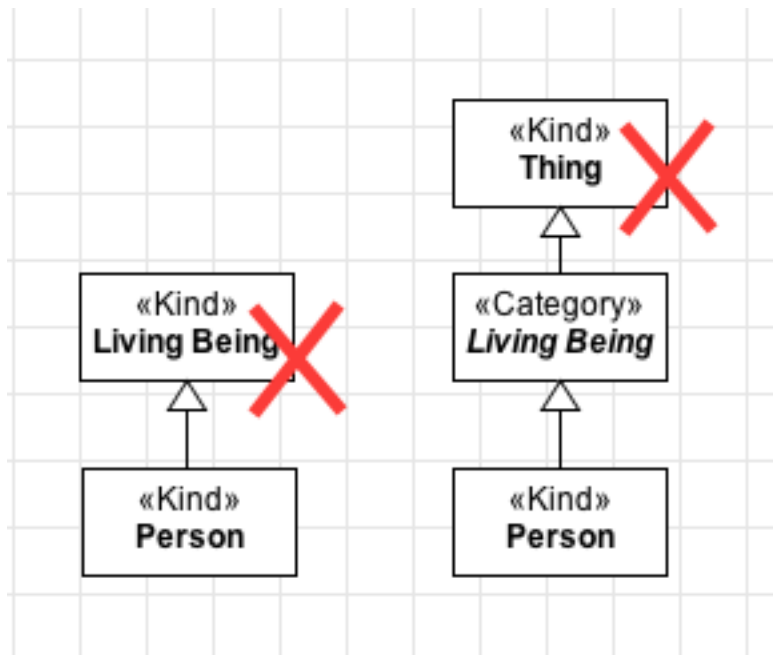 «Kind»
Thing
«Kind»
Living Being
«Category»
Living Being
«Kind»
Person
«Kind»
Person